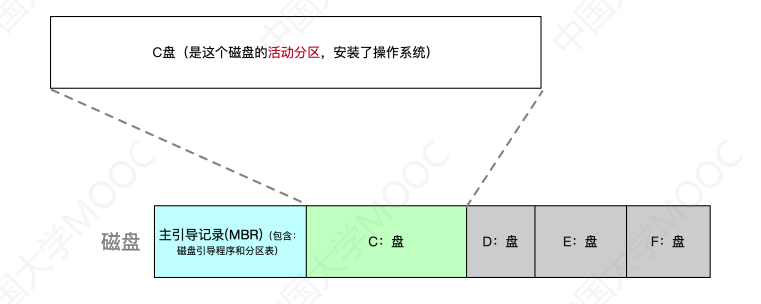 C盘（是这个磁盘的活动分区，安装了操作系统）
磁盘
主引导记录(MBR)（包含：
磁盘引导程序和分区表）
C：盘
D：盘
E：盘
F：盘
中国大学MOOC